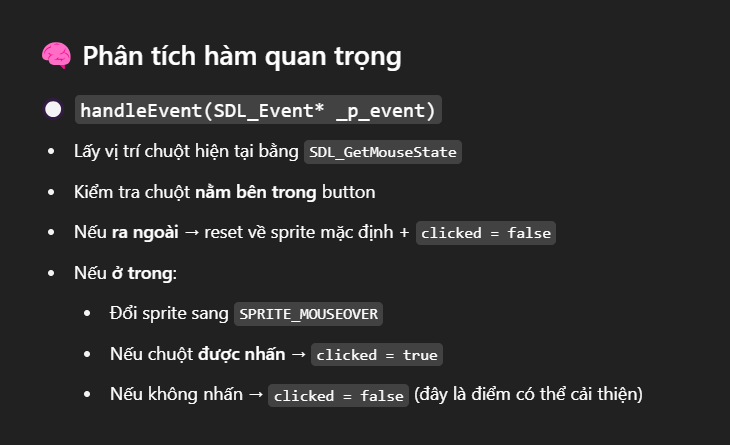 🧠 Phân tích hàm quan trọng
handleEvent(SDL_Event* _p_event)
• Lấy vị trí chuột hiện tại bằng SDL_GetMouseState
• Kiểm tra chuột nằm bên trong button
• Nếu ra ngoài → reset về sprite mặc định + clicked = false
• Nếu ở trong:
• Đổi sprite sang SPRITE_MOUSEOVER
• Nếu chuột được nhấn → clicked = true
• Nếu không nhấn → clicked = false (đây là điểm có thể cải thiện)